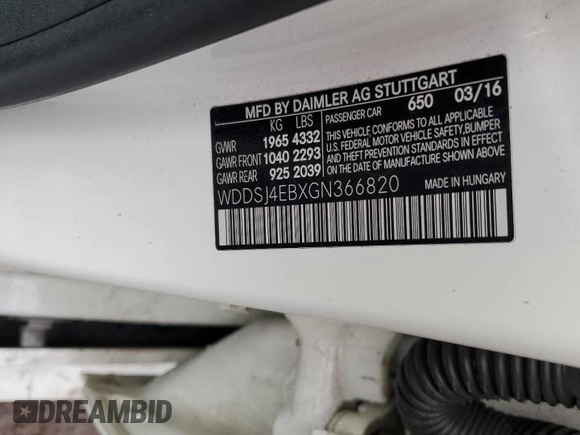 MFD BY DAIMLER AG STUTTGART
KG LBS PASSENGER CAR 650 03/16
GVWR 1965 4332
GAWR FRONT 1040 2293
GAWR REAR 925 2039
THIS VEHICLE CONFORMS TO ALL APPLICABLE
U.S. FEDERAL MOTOR VEHICLE SAFETY, BUMPER
AND THEFT PREVENTION STANDARDS IN EFFECT
ON THE DATE OF MANUFACTURE SHOWN ABOVE.
WDDSJ4EBXGN366820 MADE IN HUNGARY
DREAMBID